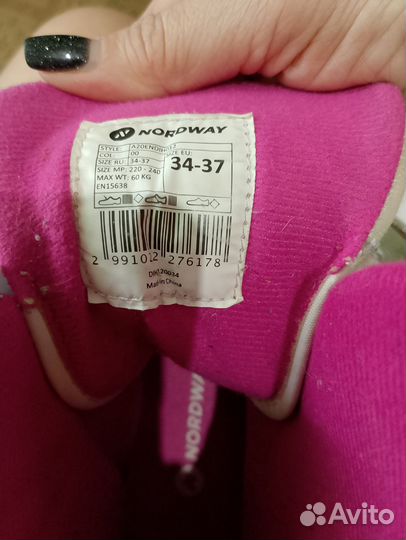 NORDWAY
STYLE: A20ENDIH012
COL: 00
SIZE EU:
SIZE RU: 34-37
34-37
SIZE MP: 220 - 240
MAX WT: 60 KG
EN15638
2 991012 276178
Made in China
NORDWAY
Avito